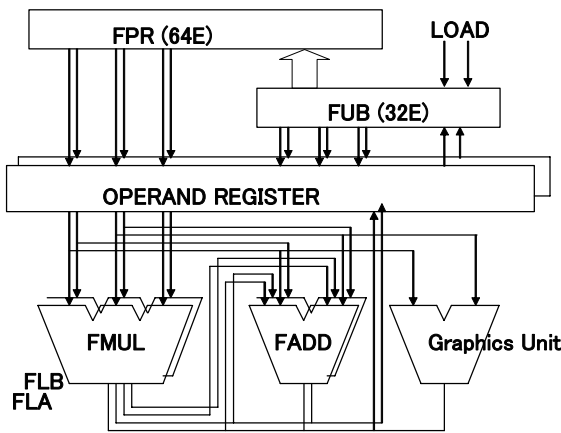 FPR (64E)
LOAD
FUB (32E)
OPERAND REGISTER
FMUL
FADD
Graphics Unit
FLB
FLA